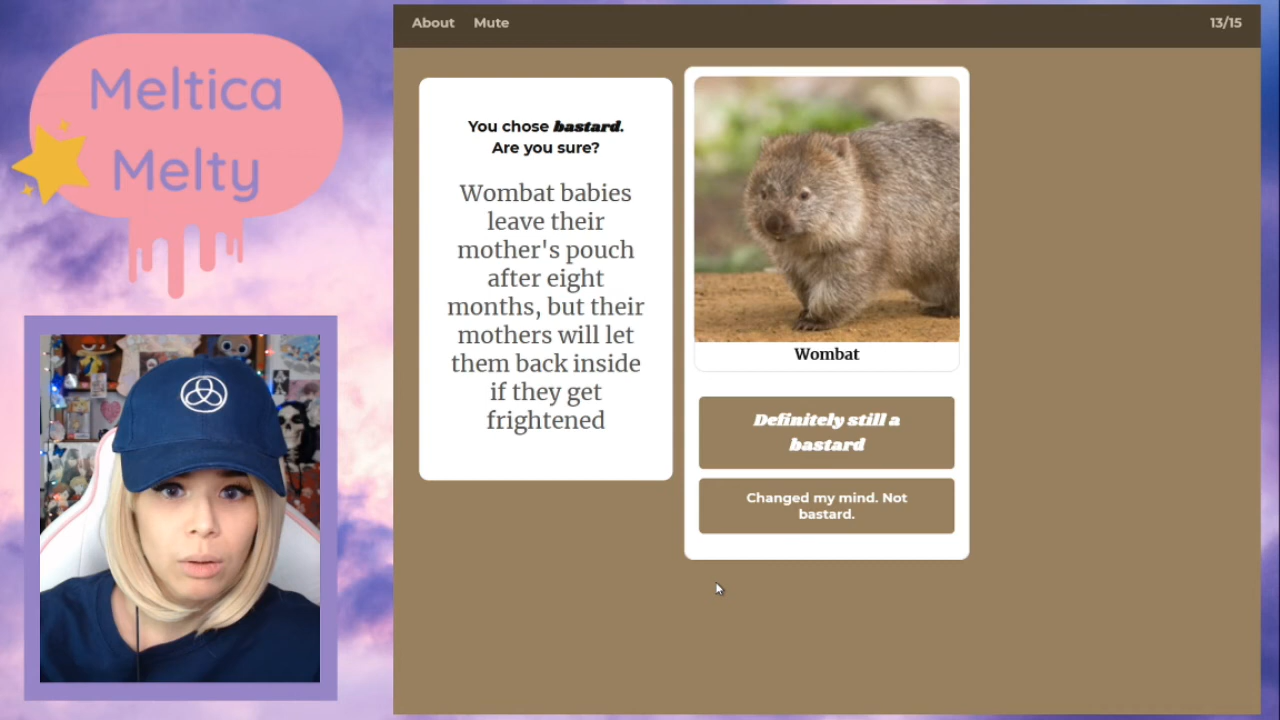 Meltica
Melty
About Mute 13/15
You chose bastard.
Are you sure?
Wombat babies
leave their
mother's pouch
after eight
months, but their
mothers will let
them back inside
if they get
frightened
Wombat
Definitely still a
bastard
Changed my mind. Not
bastard.